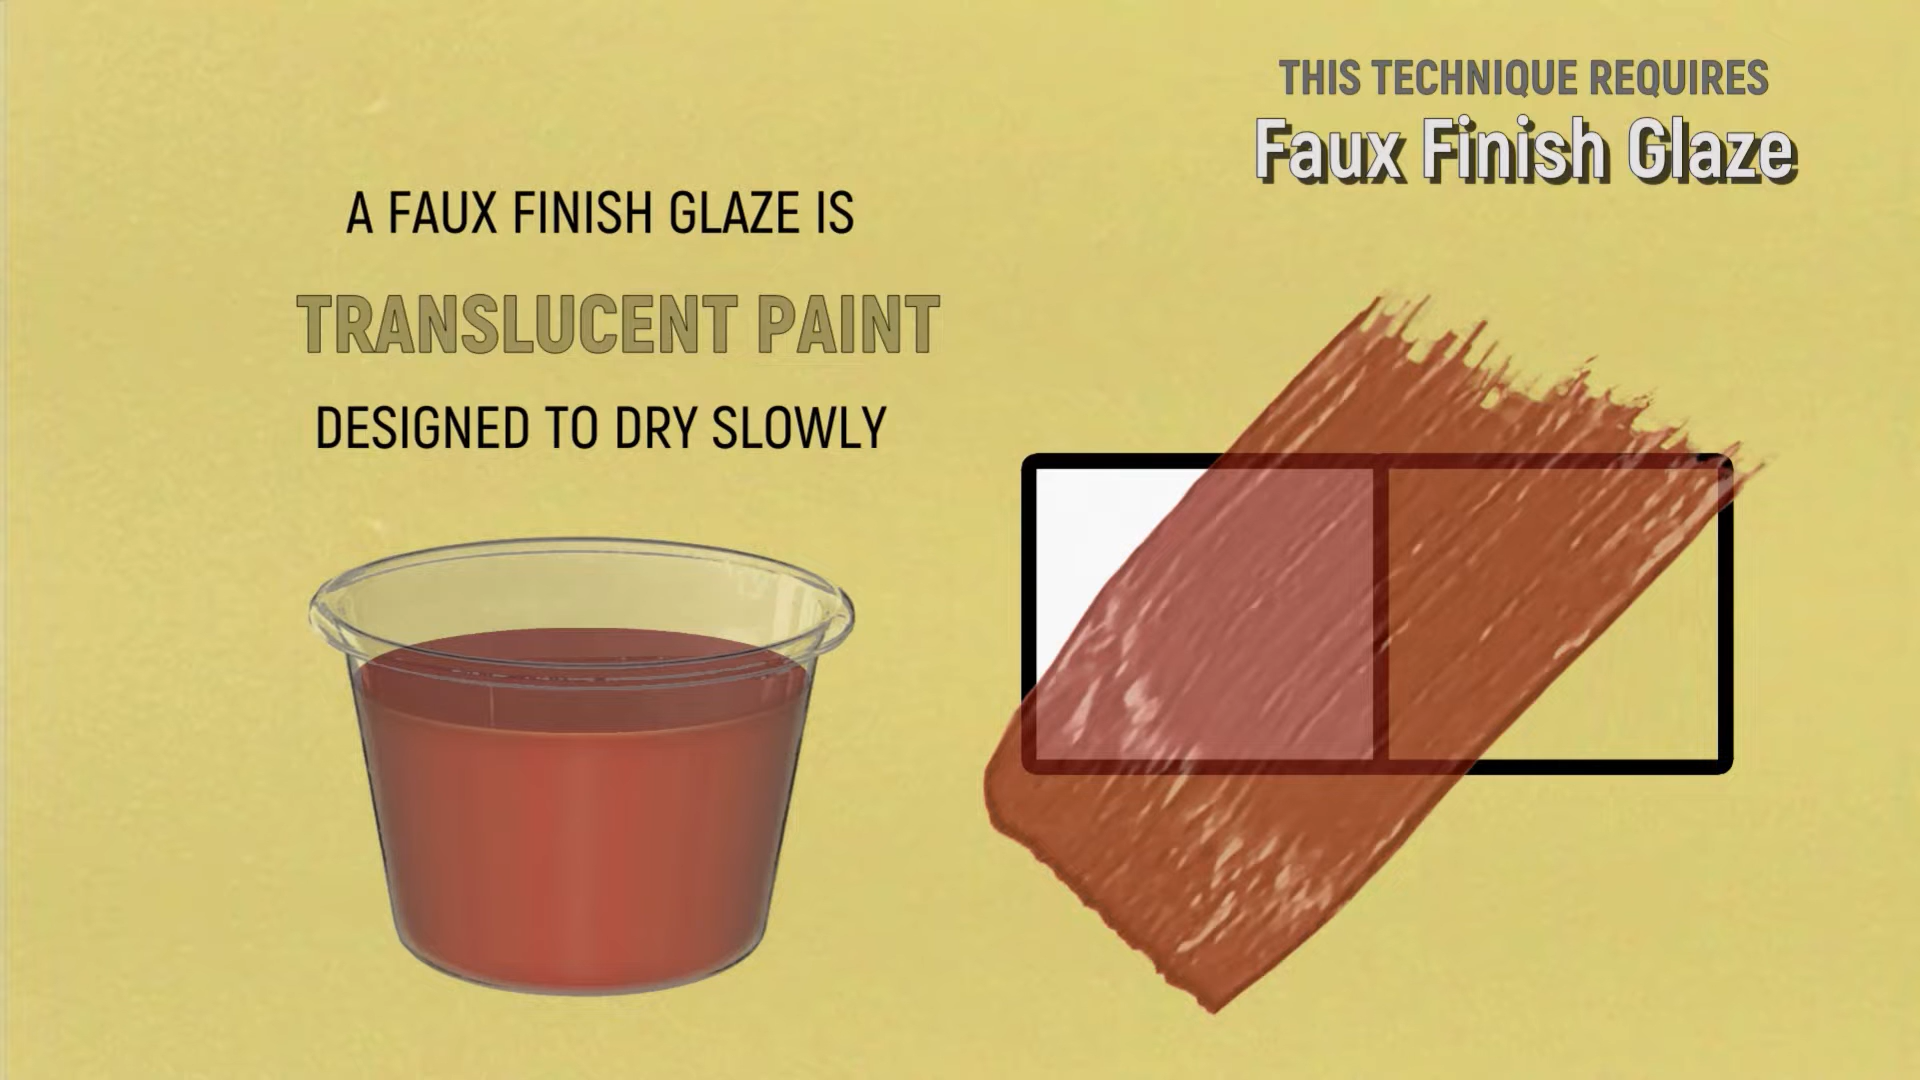 THIS TECHNIQUE REQUIRES
Faux Finish Glaze
A FAUX FINISH GLAZE IS
TRANSLUCENT PAINT
DESIGNED TO DRY SLOWLY